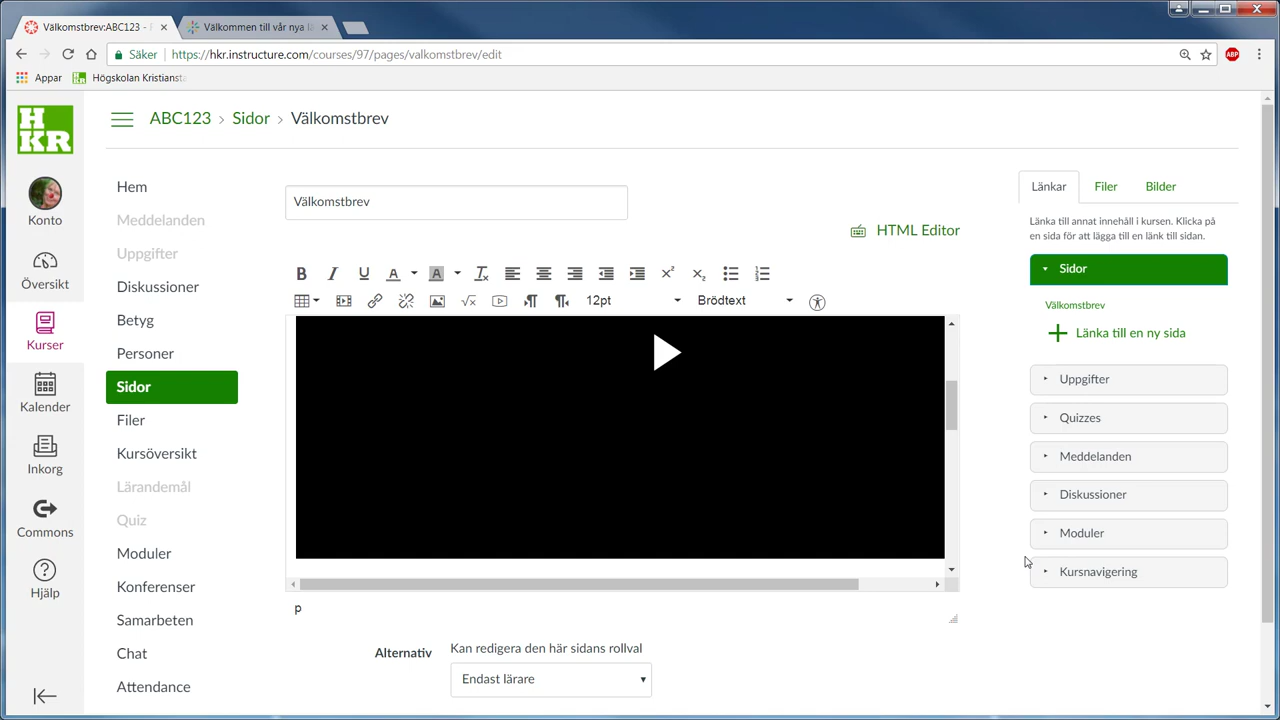 Välkomstbrev:ABC123 -
Välkommen till vår nya l
Säker
https://hkr.instructure.com/courses/97/pages/valkomstbrev/edit
ABP
Appar
Högskolan Kristiansta
HKR
Konto
Översikt
Kurser
Kalender
Inkorg
Commons
Hjälp
ABC123 > Sidor > Välkomstbrev
Hem
Meddelanden
Uppgifter
Diskussioner
Betyg
Personer
Sidor
Filer
Kursöversikt
Lärandemål
Quiz
Moduler
Konferenser
Samarbeten
Chat
Attendance
Välkomstbrev
HTML Editor
12pt
Brödtext
p
Alternativ
Kan redigera den här sidans rollval
Endast lärare
Länkar
Filer
Bilder
Länka till annat innehåll i kursen. Klicka på
en sida för att lägga till en länk till sidan.
Sidor
Välkomstbrev
Länka till en ny sida
Uppgifter
Quizzes
Meddelanden
Diskussioner
Moduler
Kursnavigering